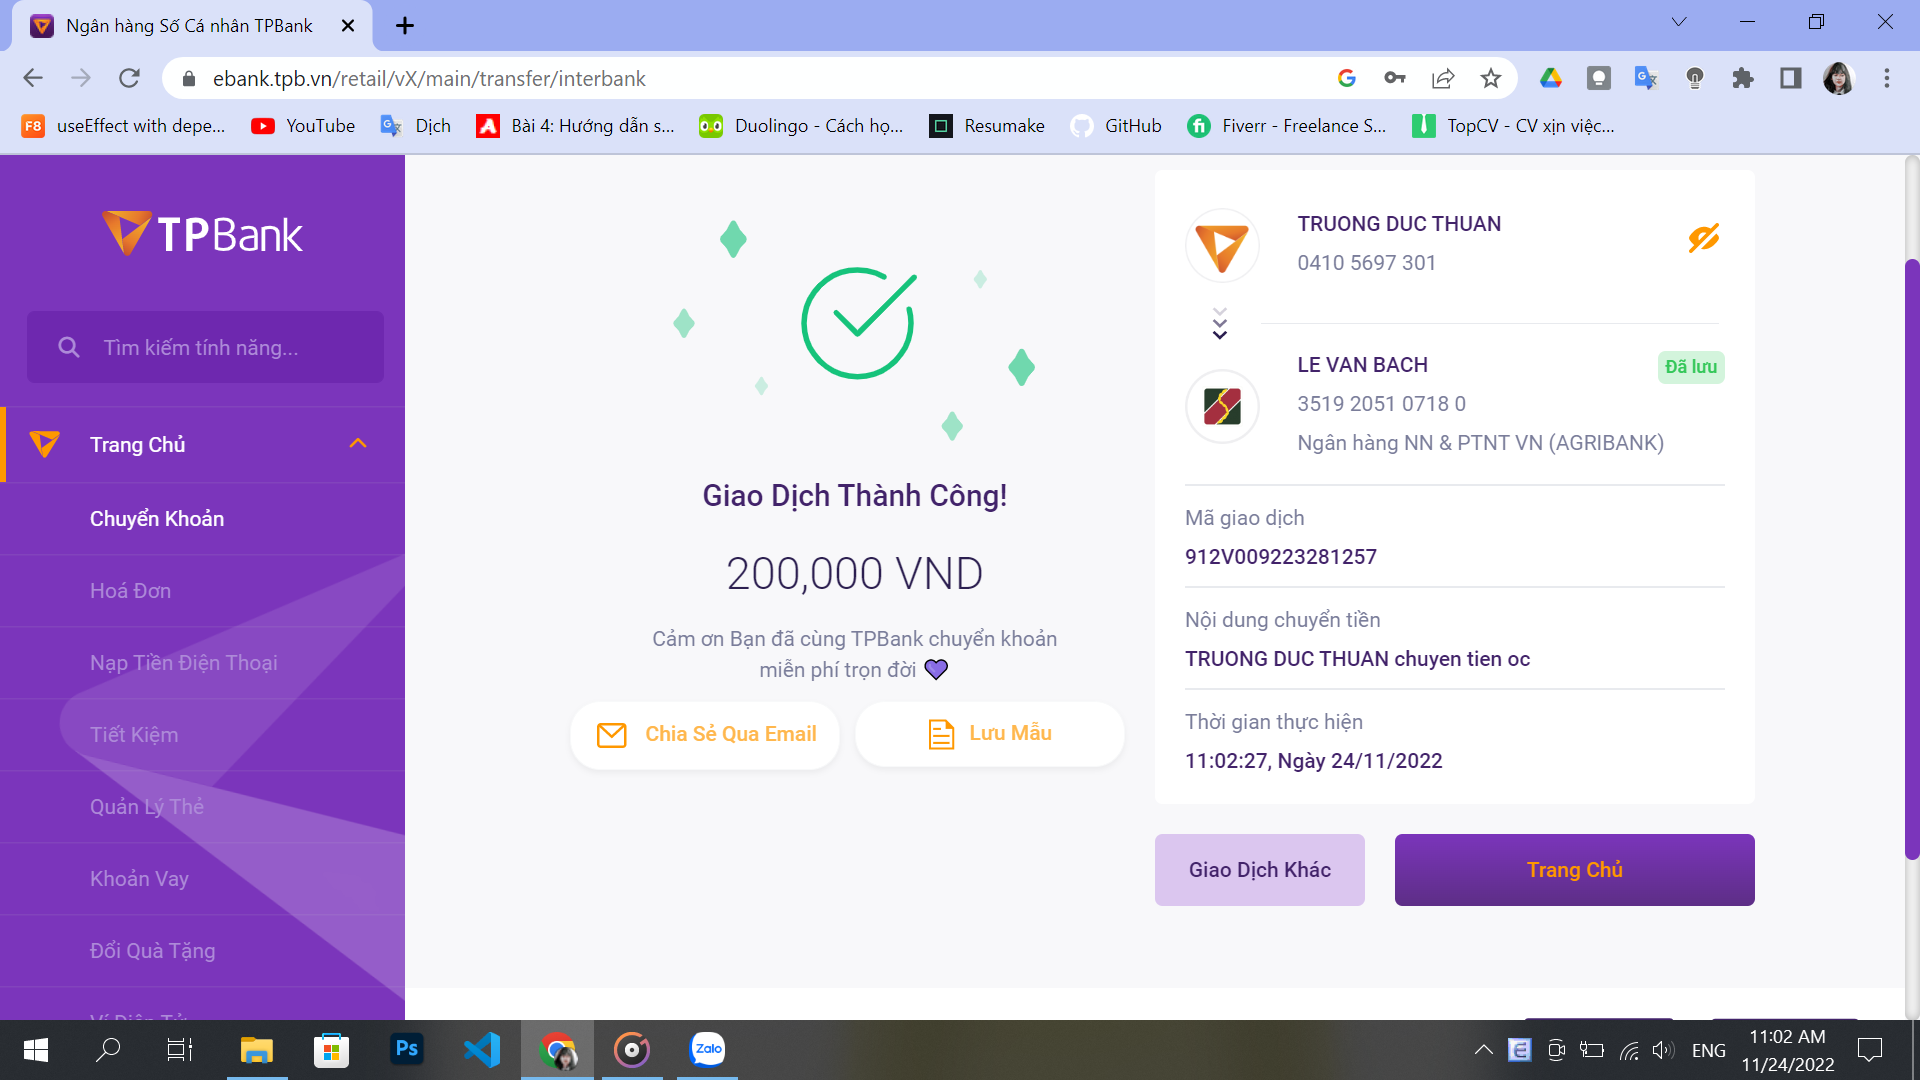 Ngân hàng Số Cá nhân TPBank
ebank.tpb.vn/retail/vX/main/transfer/interbank
F8 useEffect with depe... YouTube Dịch Bài 4: Hướng dẫn s... Duolingo - Cách họ... Resumake GitHub Fiverr - Freelance S... TopCV - CV xịn việc...
TPBank
Tìm kiếm tính năng...
Trang Chủ
Chuyển Khoản
Hoá Đơn
Nạp Tiền Điện Thoại
Tiết Kiệm
Quản Lý Thẻ
Khoản Vay
Đổi Quà Tặng
Ví Điện Tử
Giao Dịch Thành Công!
200,000 VND
Cảm ơn Bạn đã cùng TPBank chuyển khoản
miễn phí trọn đời 💜
Chia Sẻ Qua Email
Lưu Mẫu
TRUONG DUC THUAN
0410 5697 301
LE VAN BACH
Đã lưu
3519 2051 0718 0
Ngân hàng NN & PTNT VN (AGRIBANK)
Mã giao dịch
912V009223281257
Nội dung chuyển tiền
TRUONG DUC THUAN chuyen tien oc
Thời gian thực hiện
11:02:27, Ngày 24/11/2022
Giao Dịch Khác
Trang Chủ
Ps
Zalo
ENG
11:02 AM
11/24/2022